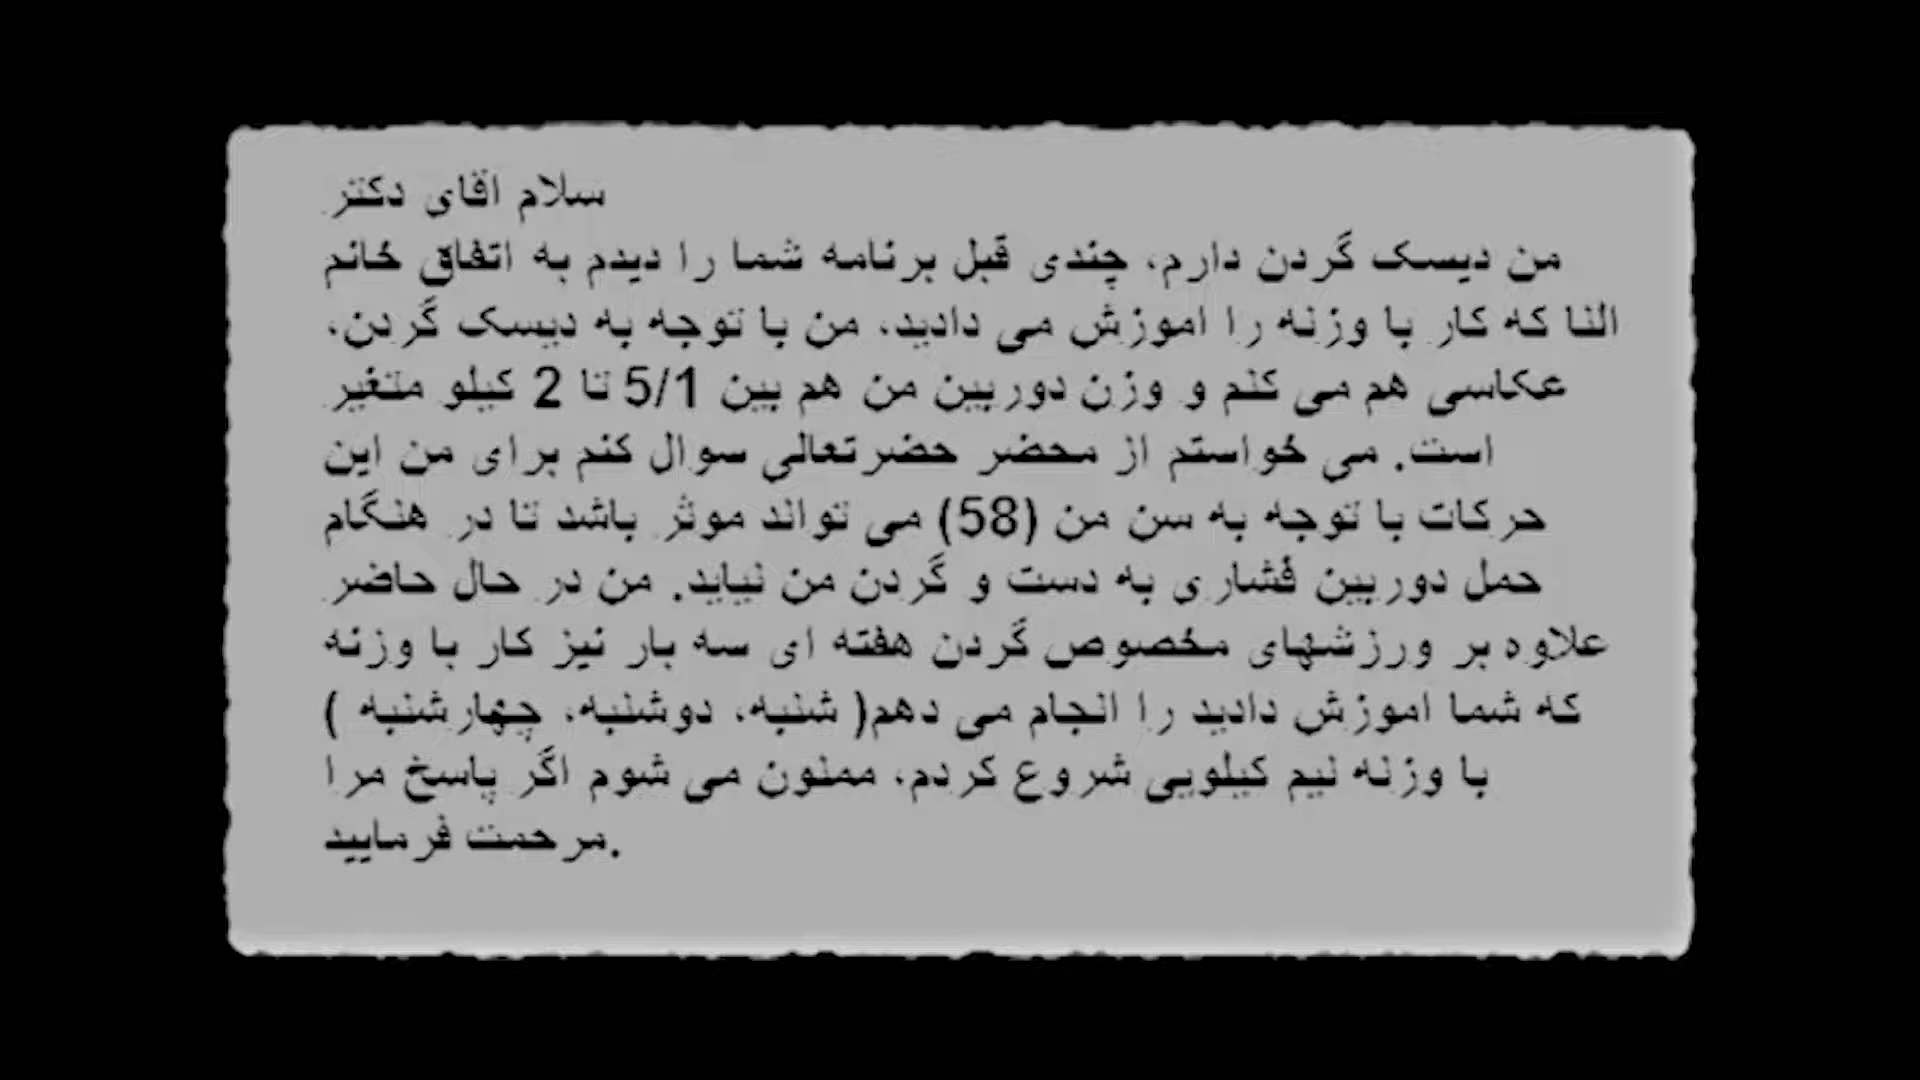 سلام اقای دکتر
من دیسک گردن دارم، چندی قبل برنامه شما را دیدم به اتفاق خانم
النا که کار با وزنه را اموزش می دادید، من با توجه به دیسک گردن،
عکاسی هم می کنم و وزن دوربین من هم بین 5/1 تا 2 کیلو متغیر
است. می خواستم از محضر حضرتعالی سوال کنم برای من این
حرکات با توجه به سن من (58) می تواند موثر باشد تا در هنگام
حمل دوربین فشاری به دست و گردن من نیاید. من در حال حاضر
علاوه بر ورزشهای مخصوص گردن هفته ای سه بار نیز کار با وزنه
که شما اموزش دادید را انجام می دهم( شنبه، دوشنبه، چهارشنبه )
با وزنه نیم کیلویی شروع کردم، ممنون می شوم اگر پاسخ مرا
مرحمت فرمایید.